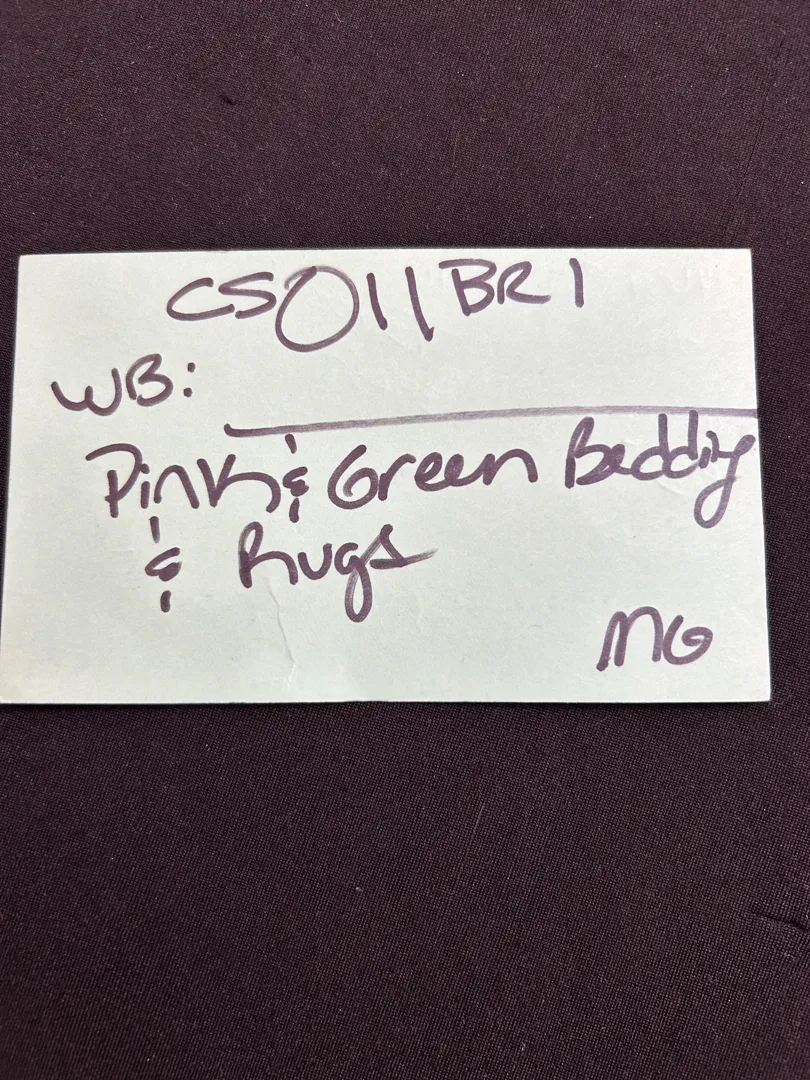 CS011BR1
WB:
Pink & Green Bedding
& Rugs
MG